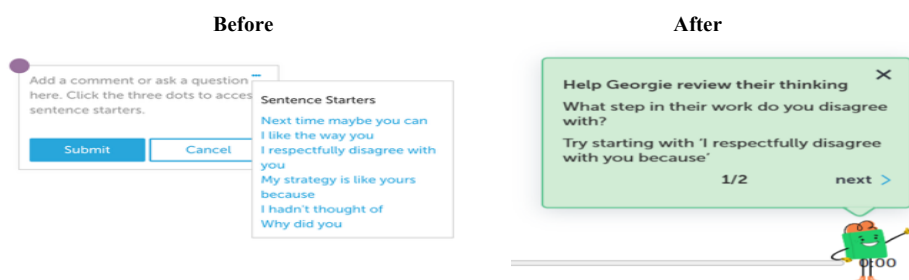 Before
Add a comment or ask a question
here. Click the three dots to acces
sentence starters.
Submit
Cancel
Sentence Starters
Next time maybe you can
I like the way you
I respectfully disagree with
you
My strategy is like yours
because
I hadn't thought of
Why did you
After
Help Georgie review their thinking
What step in their work do you disagree
with?
Try starting with 'I respectfully disagree
with you because'
1/2
next >
0:00